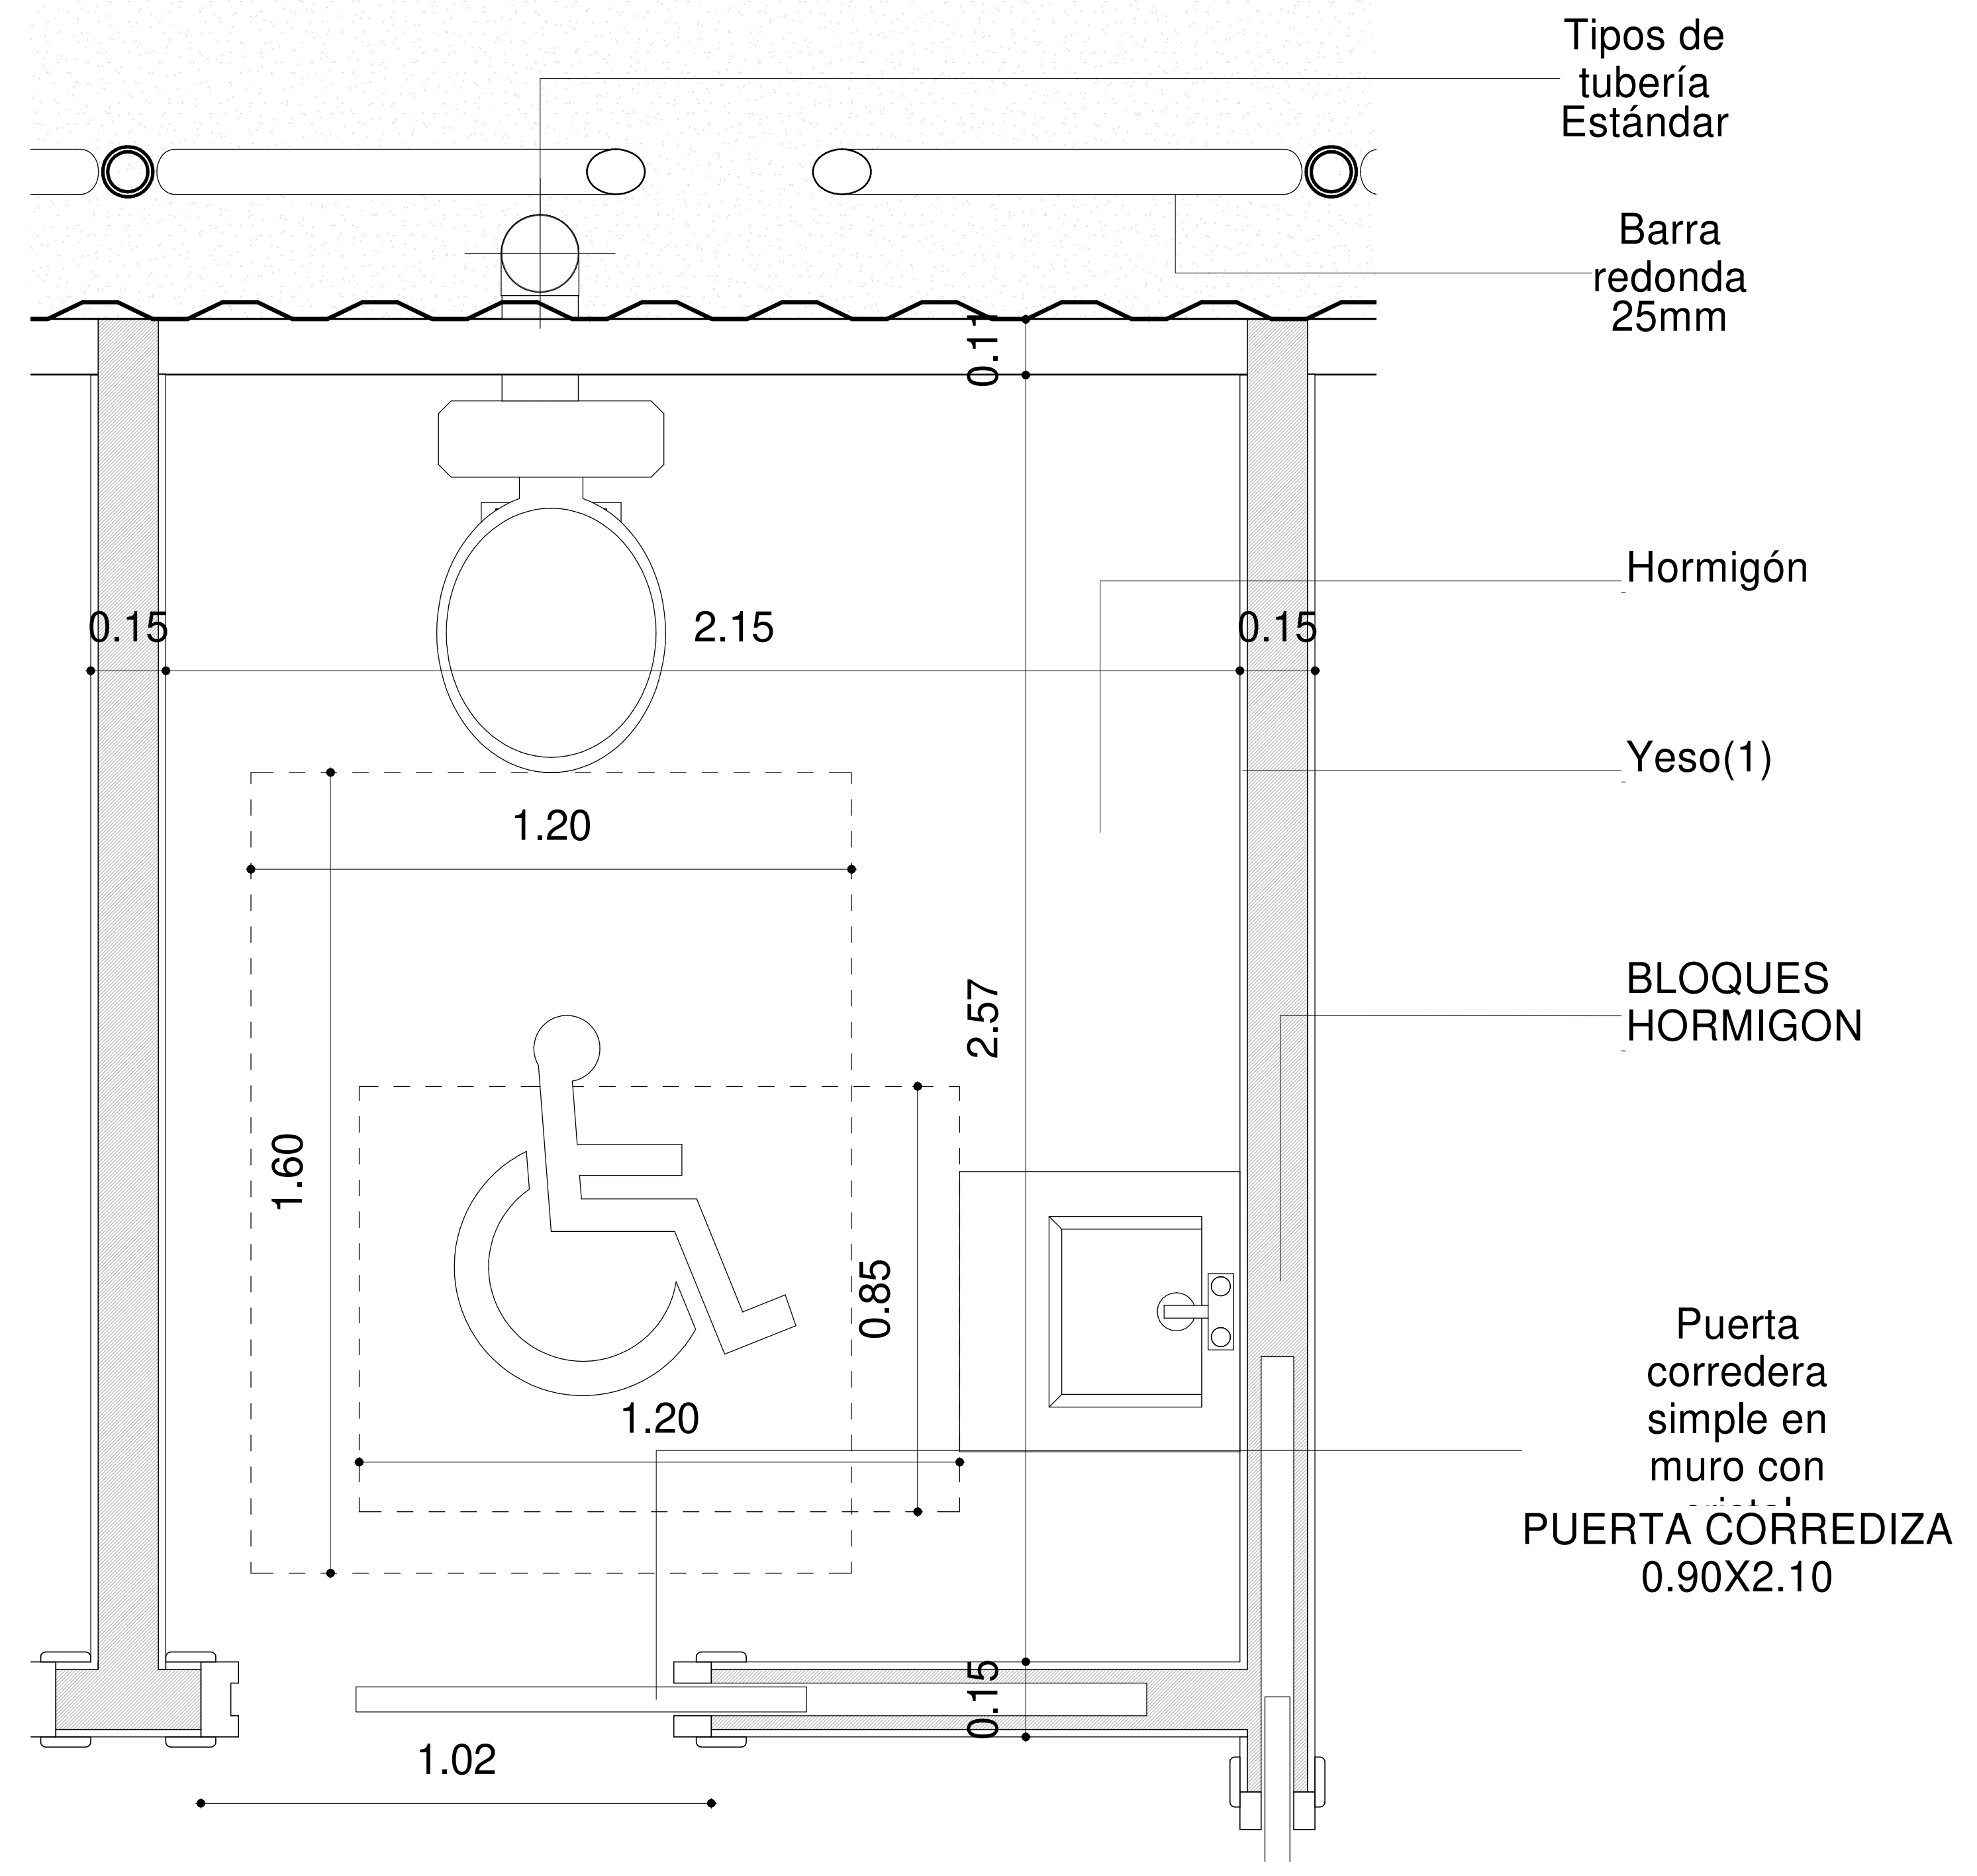 Tipos de
tubería
Estándar
Barra
redonda
25mm
0.11
Hormigón
0.15
2.15
0.15
Yeso(1)
1.20
BLOQUES
HORMIGON
2.57
1.60
0.85
Puerta
corredera
simple en
muro con
1.20
PUERTA CORREDIZA
0.90X2.10
0.15
1.02